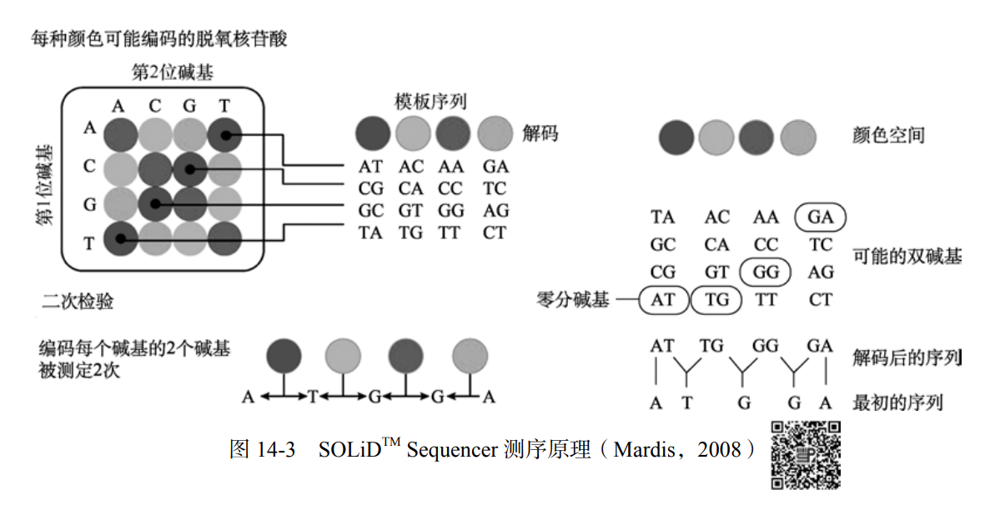 每种颜色可能编码的脱氧核苷酸
第2位碱基
A C G T
第1位碱基
A
C
G
T
模板序列
解码
AT AC AA GA
CG CA CC TC
GC GT GG AG
TA TG TT CT
二次检验
编码每个碱基的2个碱基
被测定2次
A T G G A
颜色空间
TA AC AA GA
GC CA CC TC
CG GT GG AG
AT TG TT CT
可能的双碱基
零分碱基
AT TG GG GA
解码后的序列
A T G G A
最初的序列
图 14-3 SOLiD™ Sequencer 测序原理（Mardis，2008）